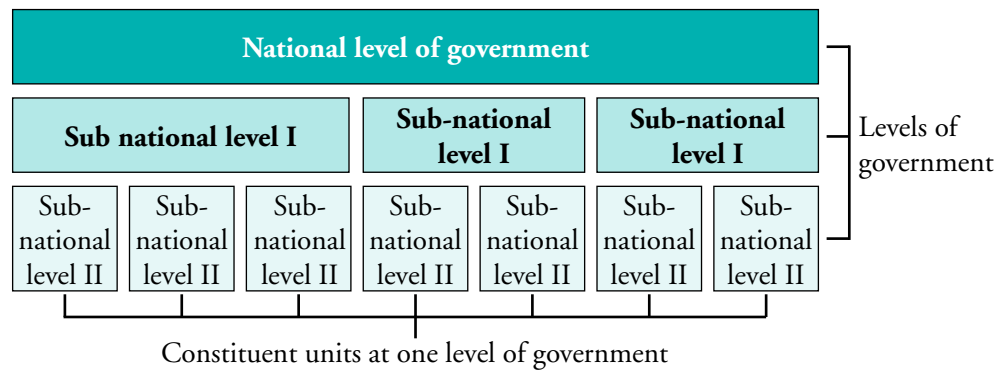 National level of government
Sub national level I
Sub-national
level I
Sub-national
level I
Levels of
government
Sub-
national
level II
Sub-
national
level II
Sub-
national
level II
Sub-
national
level II
Sub-
national
level II
Sub-
national
level II
Sub-
national
level II
Constituent units at one level of government